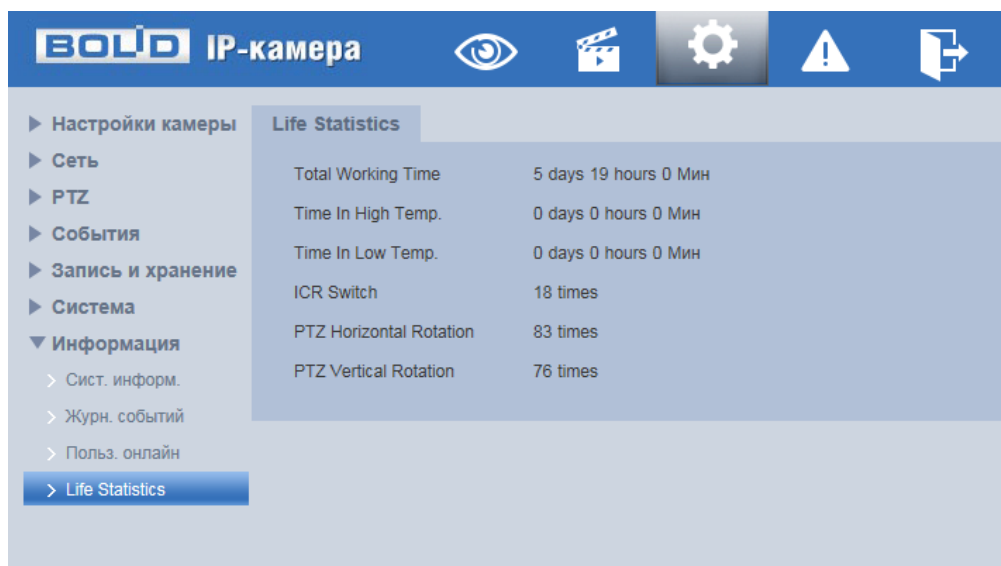 BOLID IP-камера
Настройки камеры
Сеть
PTZ
События
Запись и хранение
Система
Информация
Сист. информ.
Журн. событий
Польз. онлайн
Life Statistics
Life Statistics
Total Working Time 5 days 19 hours 0 Мин
Time In High Temp. 0 days 0 hours 0 Мин
Time In Low Temp. 0 days 0 hours 0 Мин
ICR Switch 18 times
PTZ Horizontal Rotation 83 times
PTZ Vertical Rotation 76 times